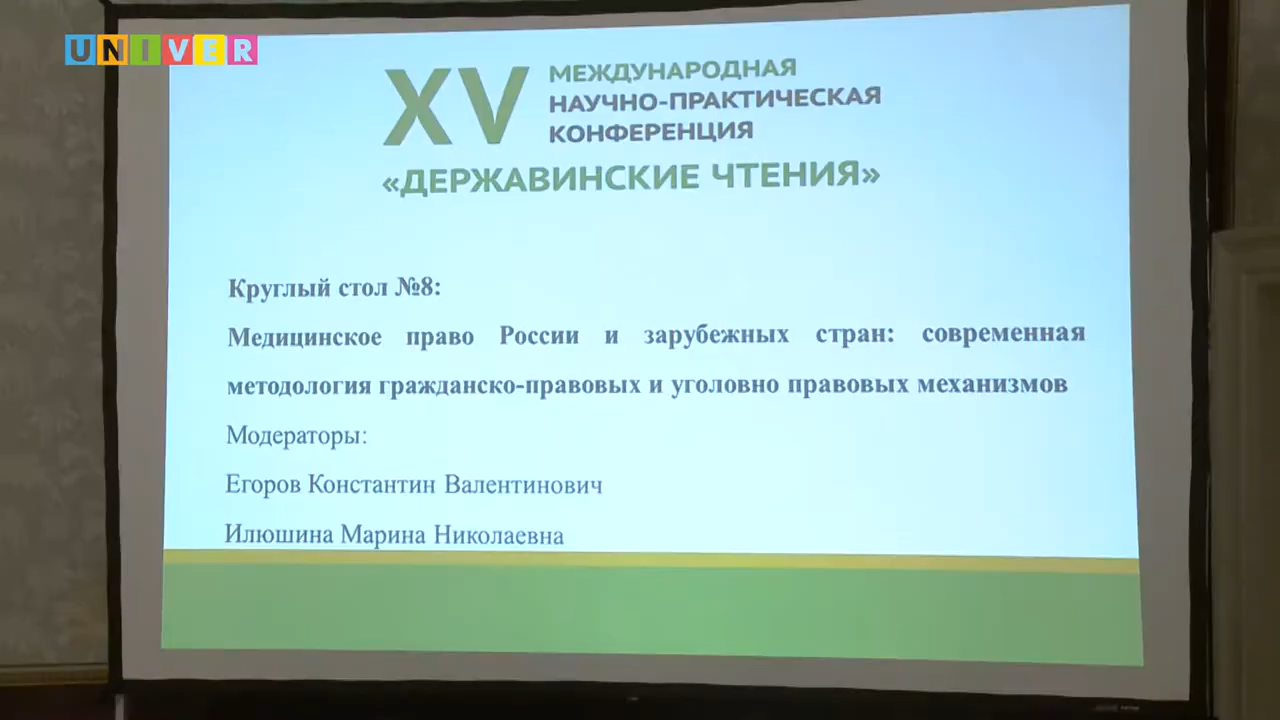 UNIVER
XV МЕЖДУНАРОДНАЯ
НАУЧНО-ПРАКТИЧЕСКАЯ
КОНФЕРЕНЦИЯ
«ДЕРЖАВИНСКИЕ ЧТЕНИЯ»
Круглый стол №8:
Медицинское право России и зарубежных стран: современная
методология гражданско-правовых и уголовно правовых механизмов
Модераторы:
Егоров Константин Валентинович
Илюшина Марина Николаевна